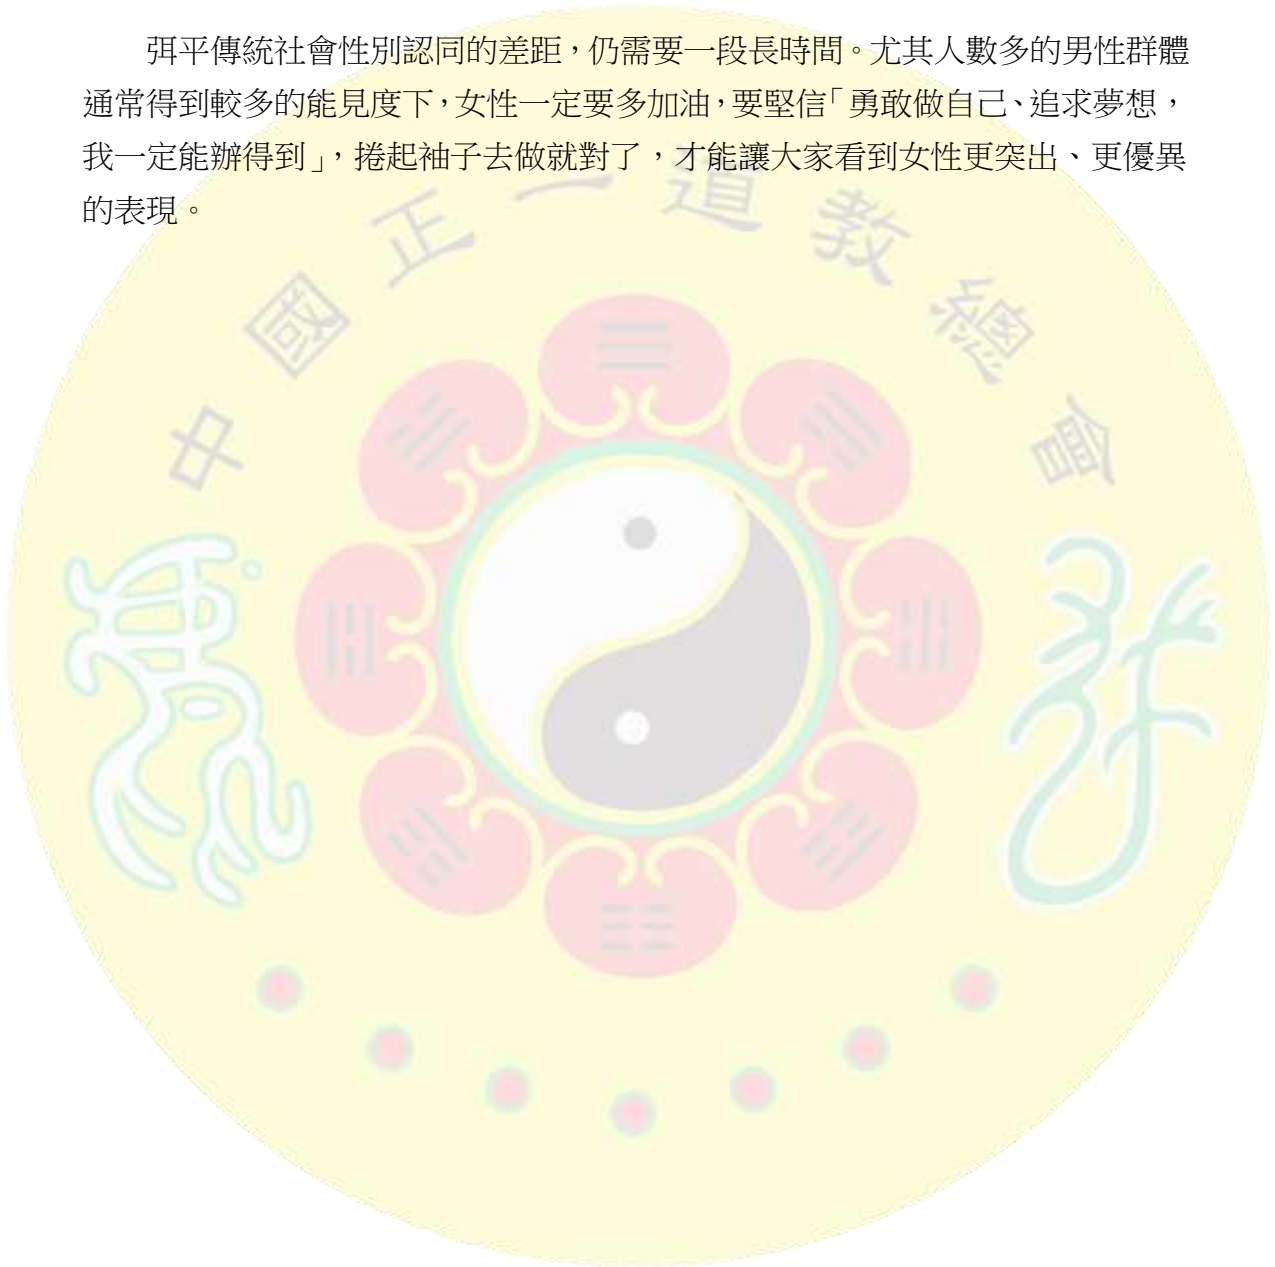 弭平傳統社會性別認同的差距，仍需要一段長時間。尤其人數多的男性群體
通常得到較多的能見度下，女性一定要多加油，要堅信「勇敢做自己、追求夢想，
我一定能辦得到」，捲起袖子去做就對了，才能讓大家看到女性更突出、更優異
的表現。
中國正一道教總會